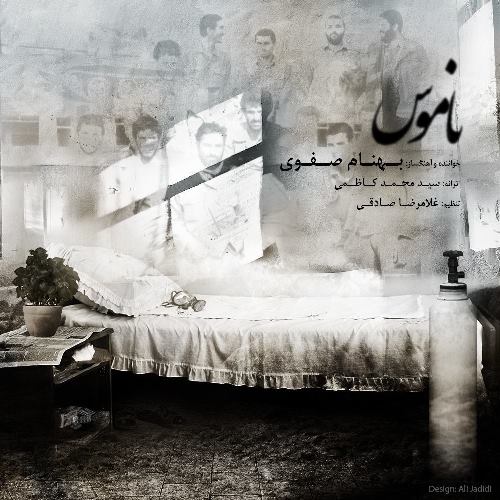 ناموس
خواننده و آهنگساز: بهنام صفوی
ترانه: سید محمد کاظمی
تنظیم: غلامرضا صادقی
Design: Ali Jadidi